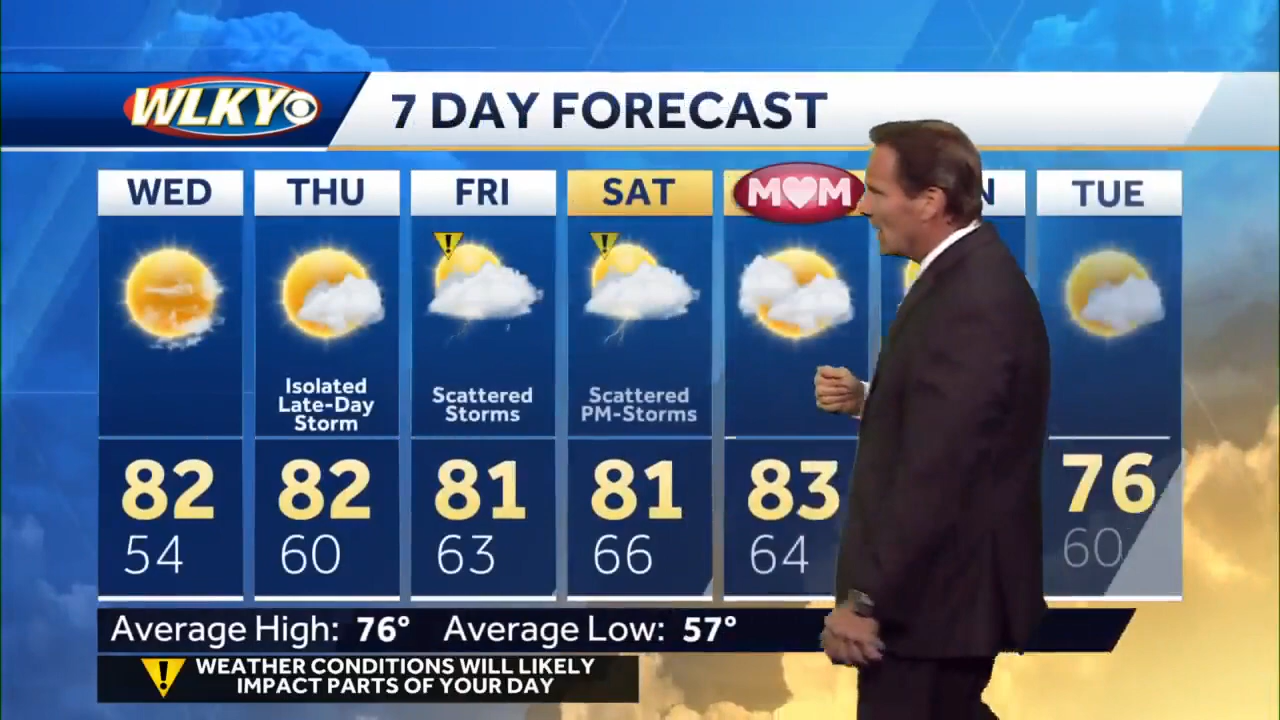 WLKY
7 DAY FORECAST
WED
THU
FRI
SAT
M♥M
N
TUE
Isolated
Late-Day
Storm
Scattered
Storms
Scattered
PM-Storms
82
82
81
81
83
76
54
60
63
66
64
60
Average High: 76° Average Low: 57°
WEATHER CONDITIONS WILL LIKELY
IMPACT PARTS OF YOUR DAY